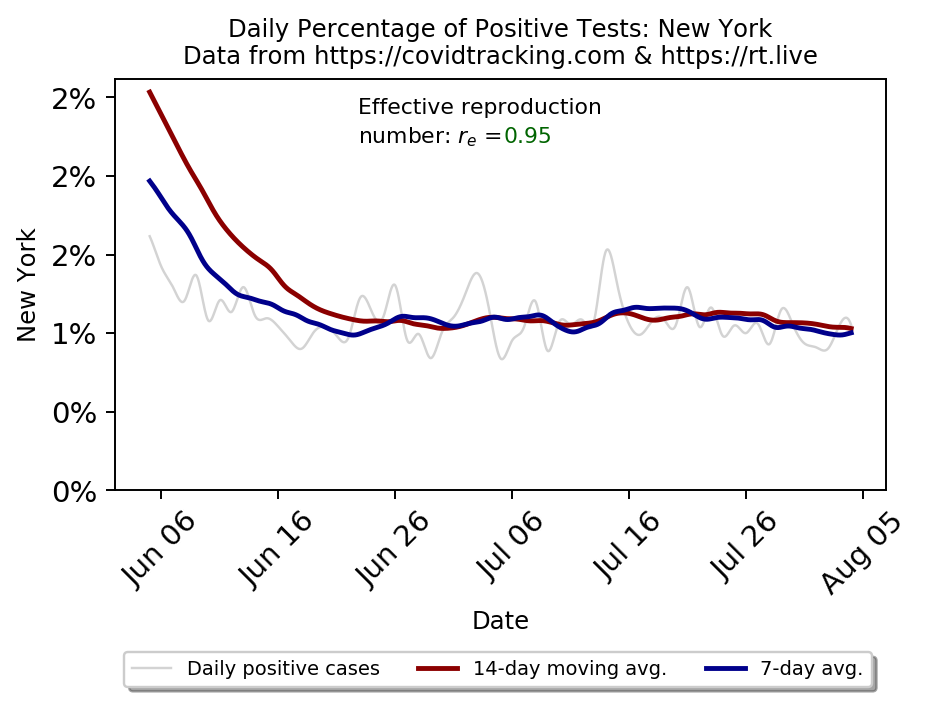 Daily Percentage of Positive Tests: New York
Data from https://covidtracking.com & https://rt.live
Effective reproduction
number: rₑ =0.95
2%
2%
2%
1%
0%
0%
New York
Jun 06
Jun 16
Jun 26
Jul 06
Jul 16
Jul 26
Aug 05
Date
Daily positive cases
14-day moving avg.
7-day avg.